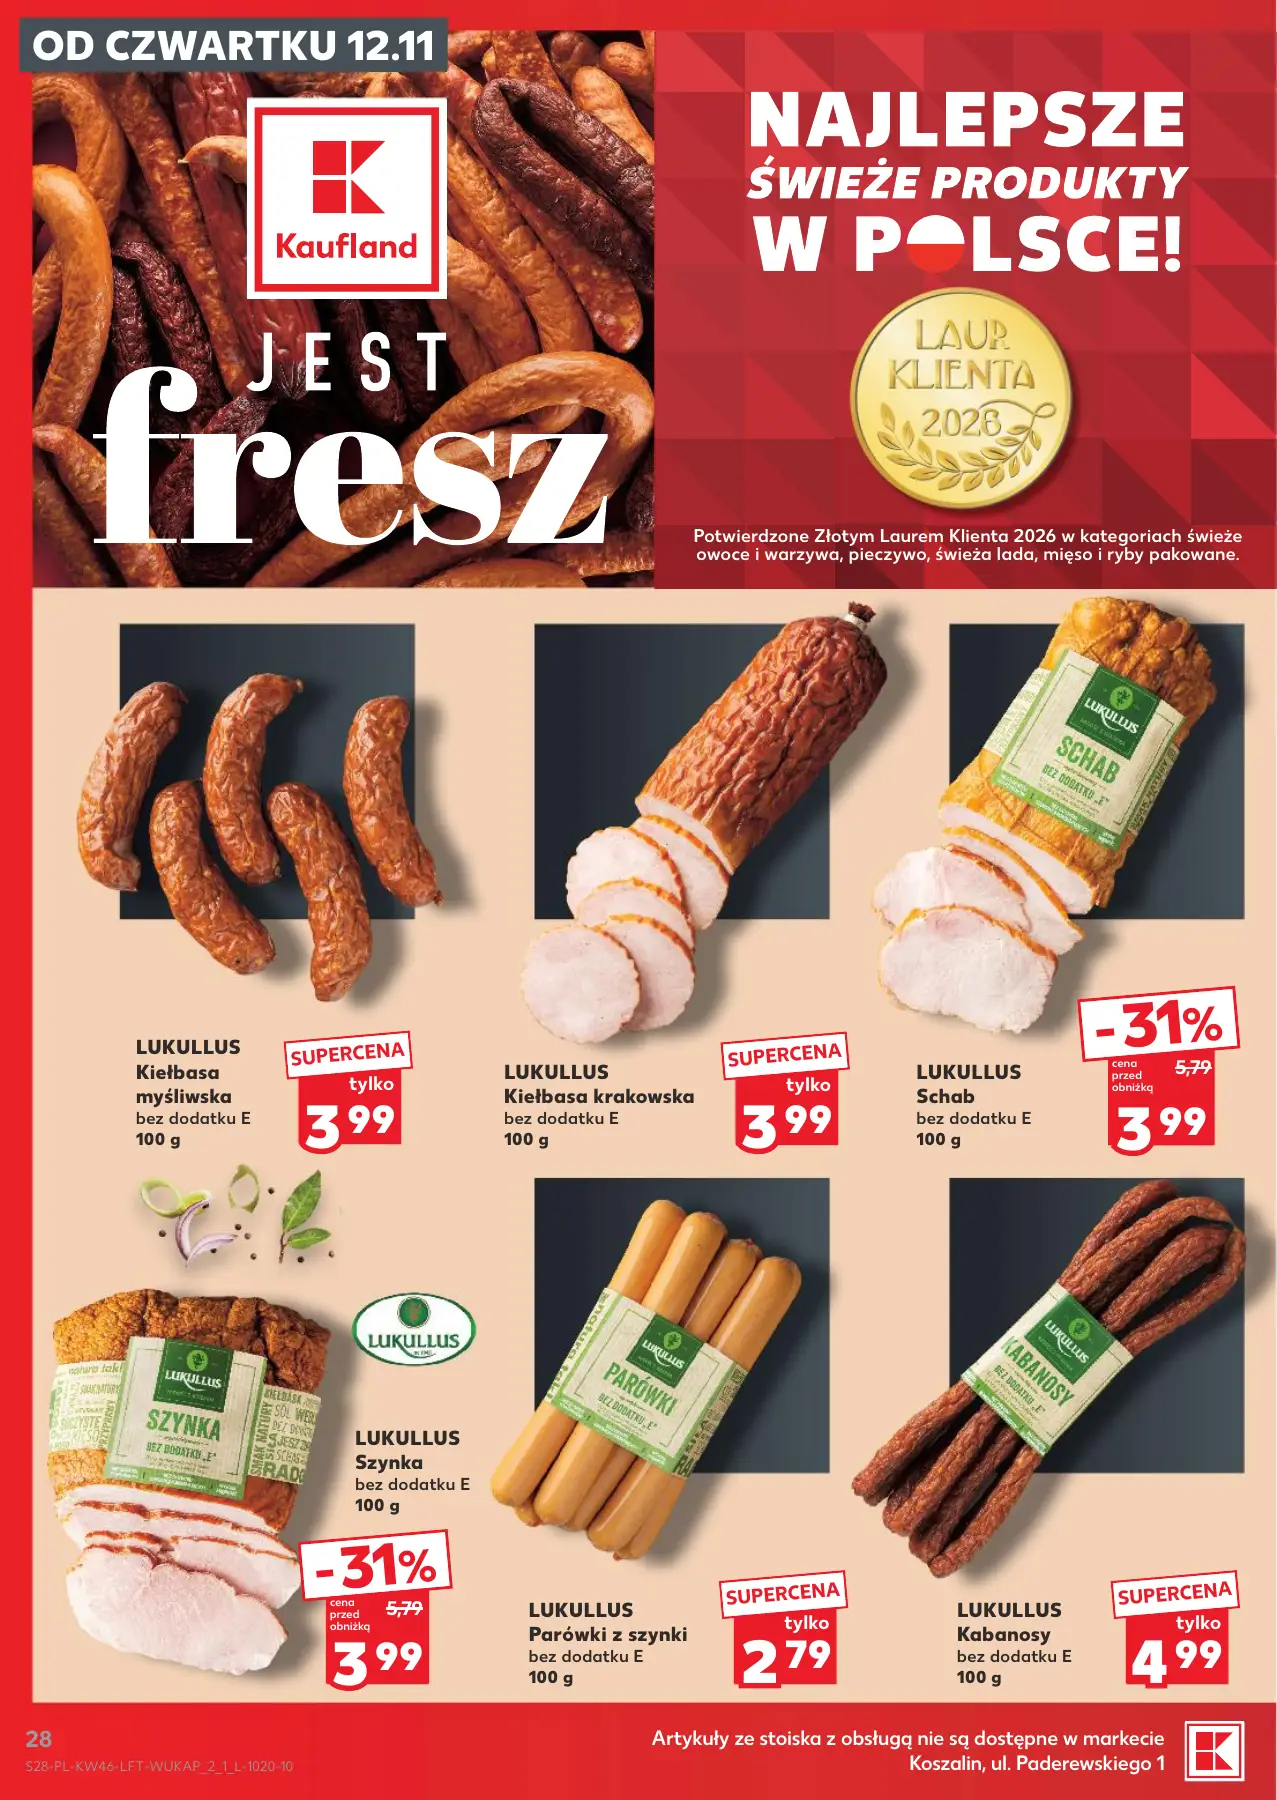 OD CZWARTKU 12.11
Kaufland
JEST
fresz
NAJLEPSZE
ŚWIEŻE PRODUKTY
W POLSCE!
LAUR
KLIENTA
2026
Potwierdzone Złotym Laurem Klienta 2026 w kategoriach świeże
owoce i warzywa, pieczywo, świeża lada, mięso i ryby pakowane.
LUKULLUS
SCHAB
BEZ DODATKU „E”
LUKULLUS
Kiełbasa
myśliwska
bez dodatku E
100 g
SUPERCENA
tylko
3 99
LUKULLUS
Kiełbasa krakowska
bez dodatku E
100 g
SUPERCENA
tylko
3 99
LUKULLUS
Schab
bez dodatku E
100 g
-31%
cena
przed
obniżką
5,79
3 99
LUKULLUS
SZYNKA
BEZ DODATKU „E”
LUKULLUS
LUKULLUS
Szynka
bez dodatku E
100 g
-31%
cena
przed
obniżką
5,79
3 99
LUKULLUS
PARÓWKI
BEZ DODATKU „E”
LUKULLUS
Parówki z szynki
bez dodatku E
100 g
SUPERCENA
tylko
2 79
LUKULLUS
KABANOSY
BEZ DODATKU „E”
LUKULLUS
Kabanosy
bez dodatku E
100 g
SUPERCENA
tylko
4 99
28
S28-PL-KW46-LFT-WUKAP_2_1_L-1020-10
Artykuły ze stoiska z obsługą nie są dostępne w markecie
Koszalin, ul. Paderewskiego 1